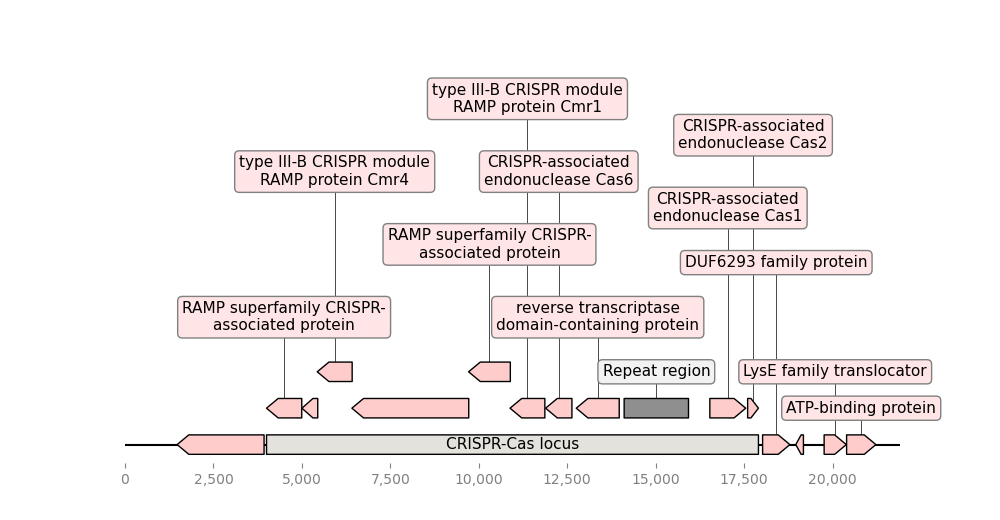 type III-B CRISPR module
RAMP protein Cmr1
CRISPR-associated
endonuclease Cas2
type III-B CRISPR module
RAMP protein Cmr4
CRISPR-associated
endonuclease Cas6
CRISPR-associated
endonuclease Cas1
RAMP superfamily CRISPR-
associated protein
DUF6293 family protein
RAMP superfamily CRISPR-
associated protein
reverse transcriptase
domain-containing protein
Repeat region
LysE family translocator
ATP-binding protein
CRISPR-Cas locus
0 2,500 5,000 7,500 10,000 12,500 15,000 17,500 20,000